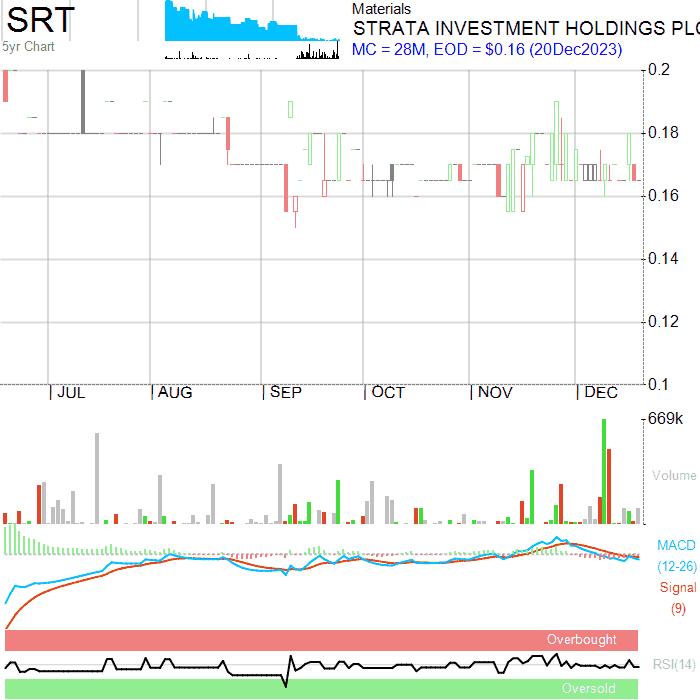 SRT
5yr Chart
Materials
STRATA INVESTMENT HOLDINGS PLC
MC = 28M, EOD = $0.16 (20Dec2023)
0.2
0.18
0.16
0.14
0.12
0.1
JUL AUG SEP OCT NOV DEC
669k
Volume
MACD
(12-26)
Signal
(9)
Overbought
RSI(14)
Oversold